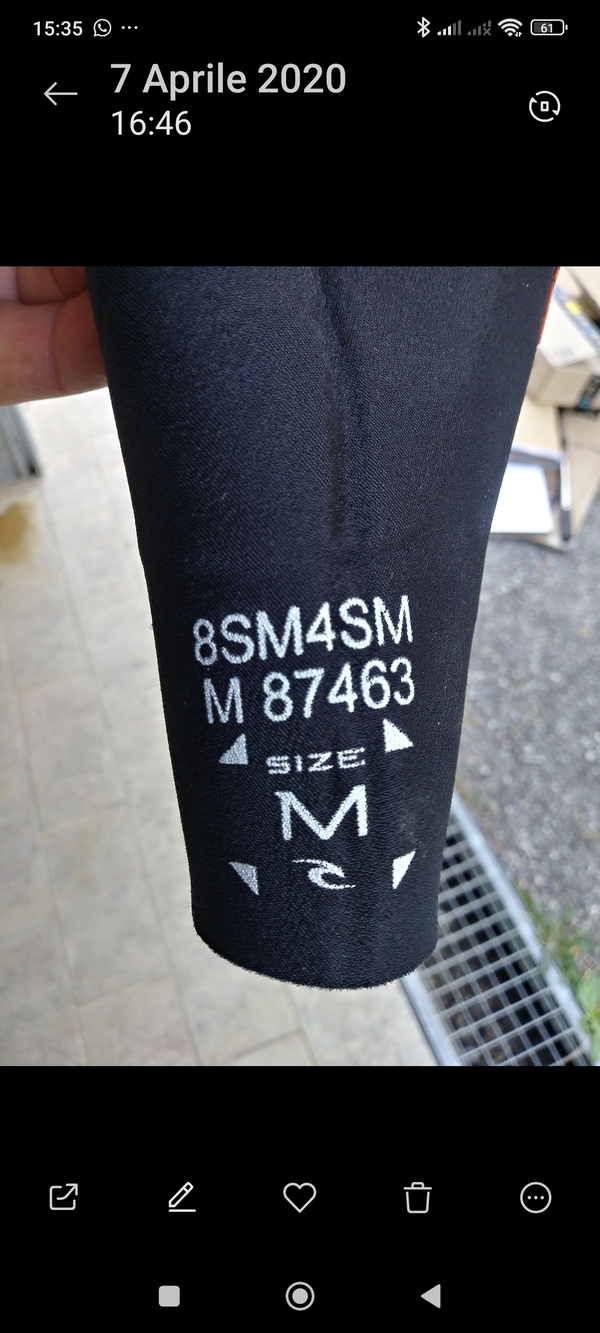 15:35
61
7 Aprile 2020
16:46
8SM4SM
M 87463
SIZE
M